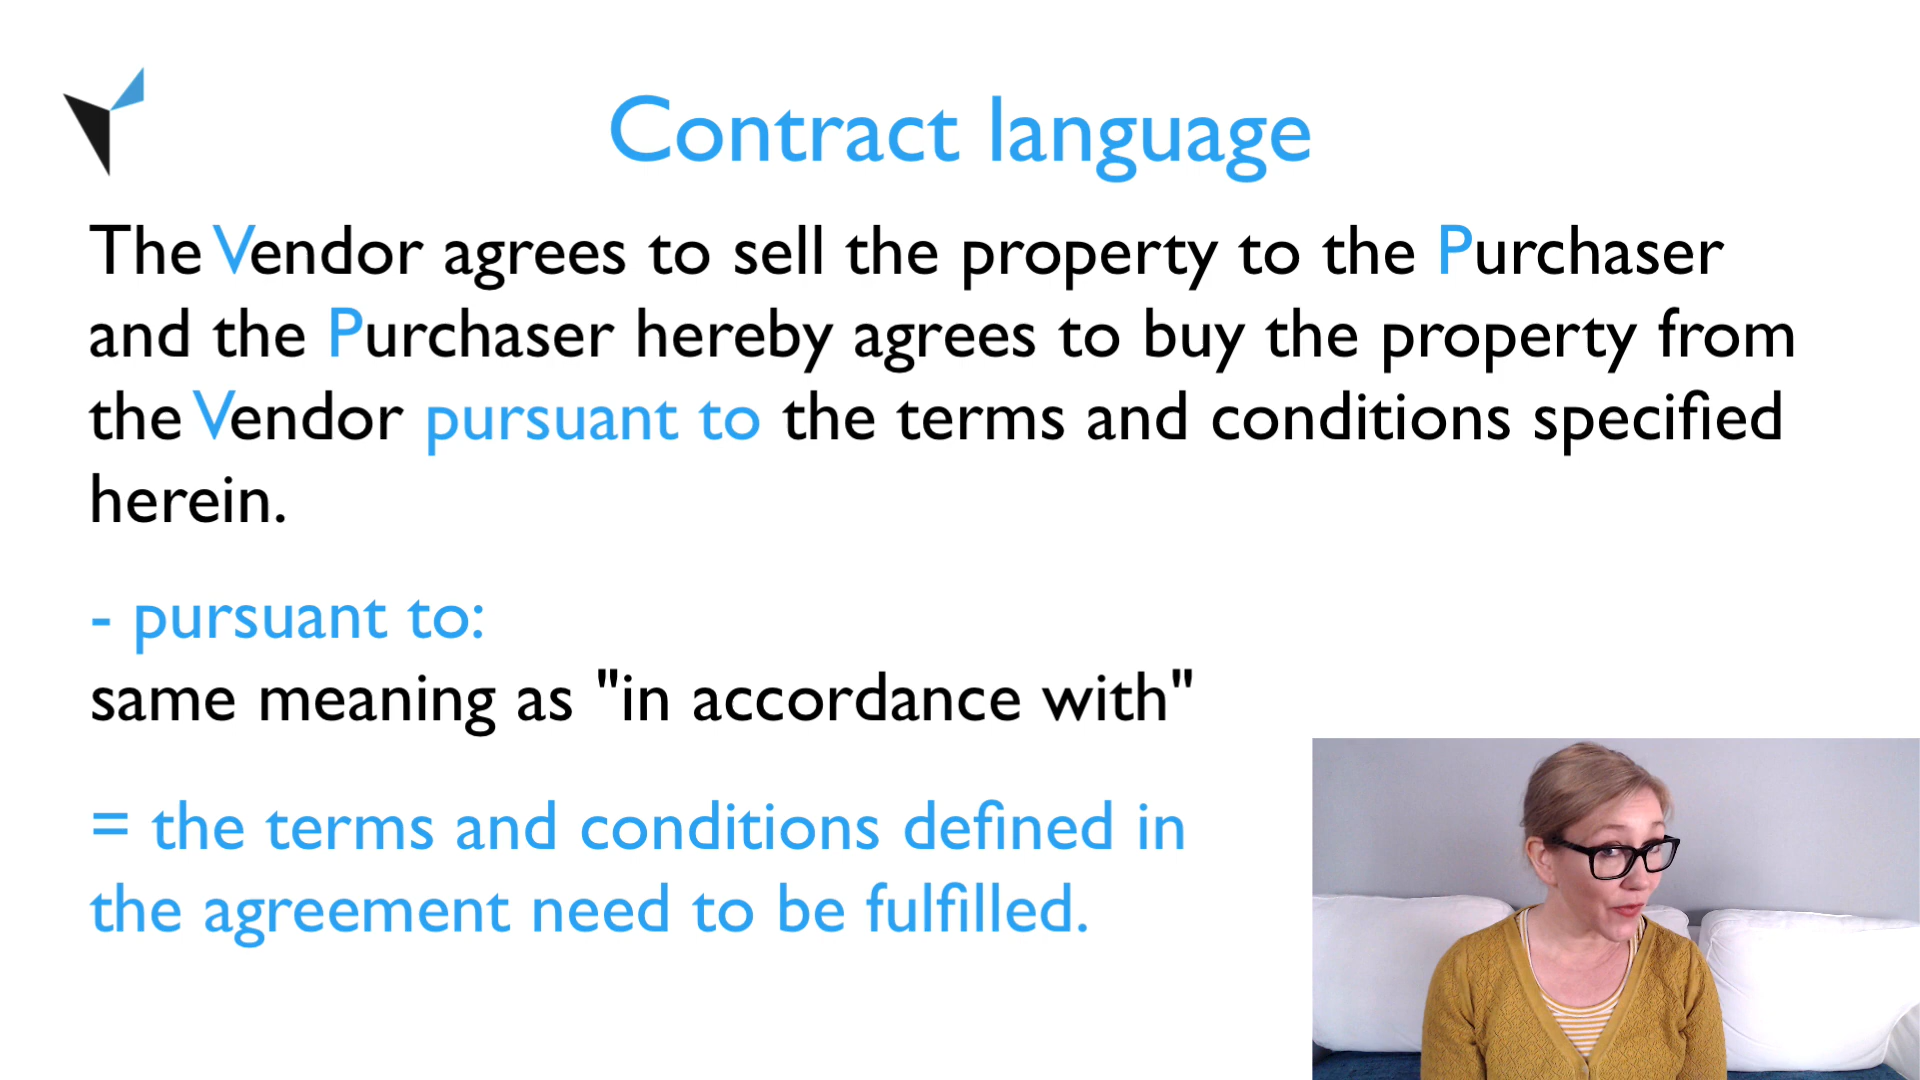 Contract language
The Vendor agrees to sell the property to the Purchaser
and the Purchaser hereby agrees to buy the property from
the Vendor pursuant to the terms and conditions specified
herein.
- pursuant to:
same meaning as "in accordance with"
= the terms and conditions defined in
the agreement need to be fulfilled.